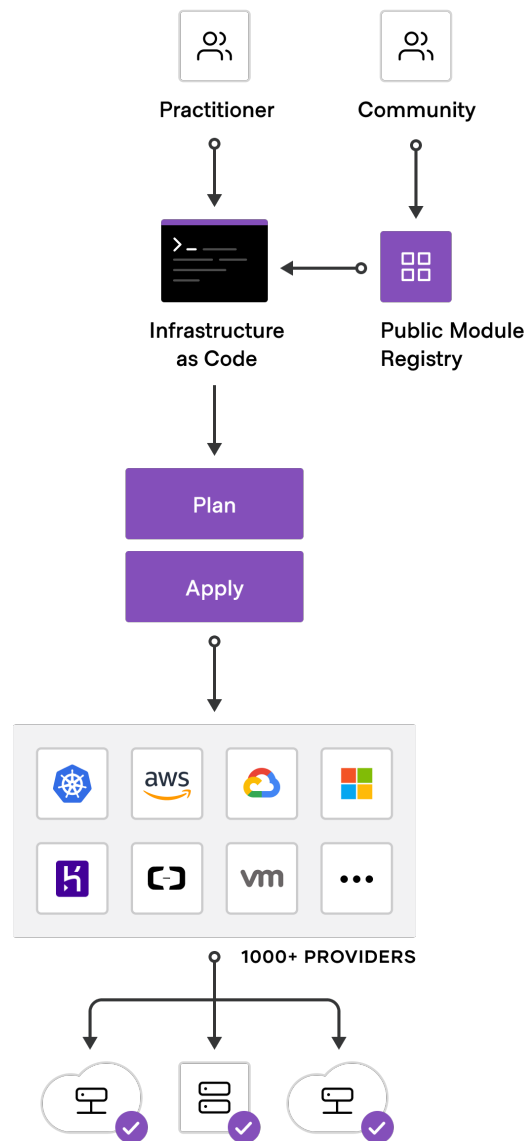 Practitioner
Community
Infrastructure
as Code
Public Module
Registry
Plan
Apply
aws
vm
1000+ PROVIDERS